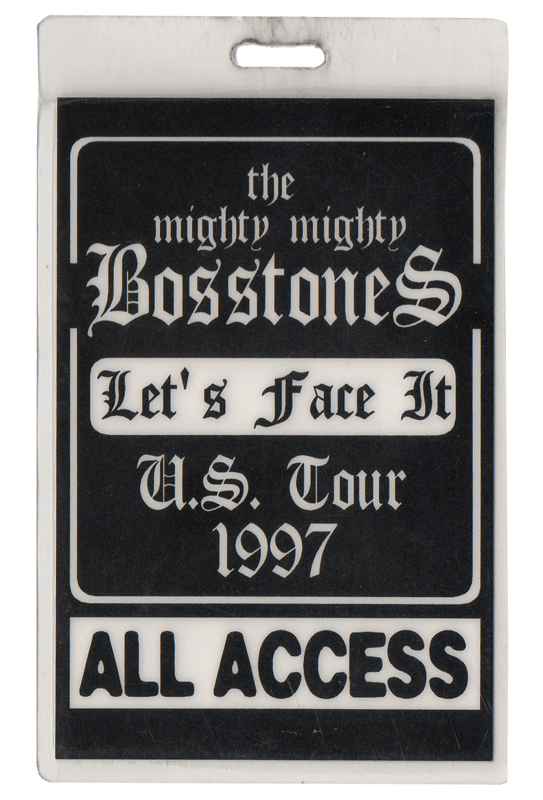 the
mighty mighty
BosstoneS
Let's Face It
U.S. Tour
1997
ALL ACCESS